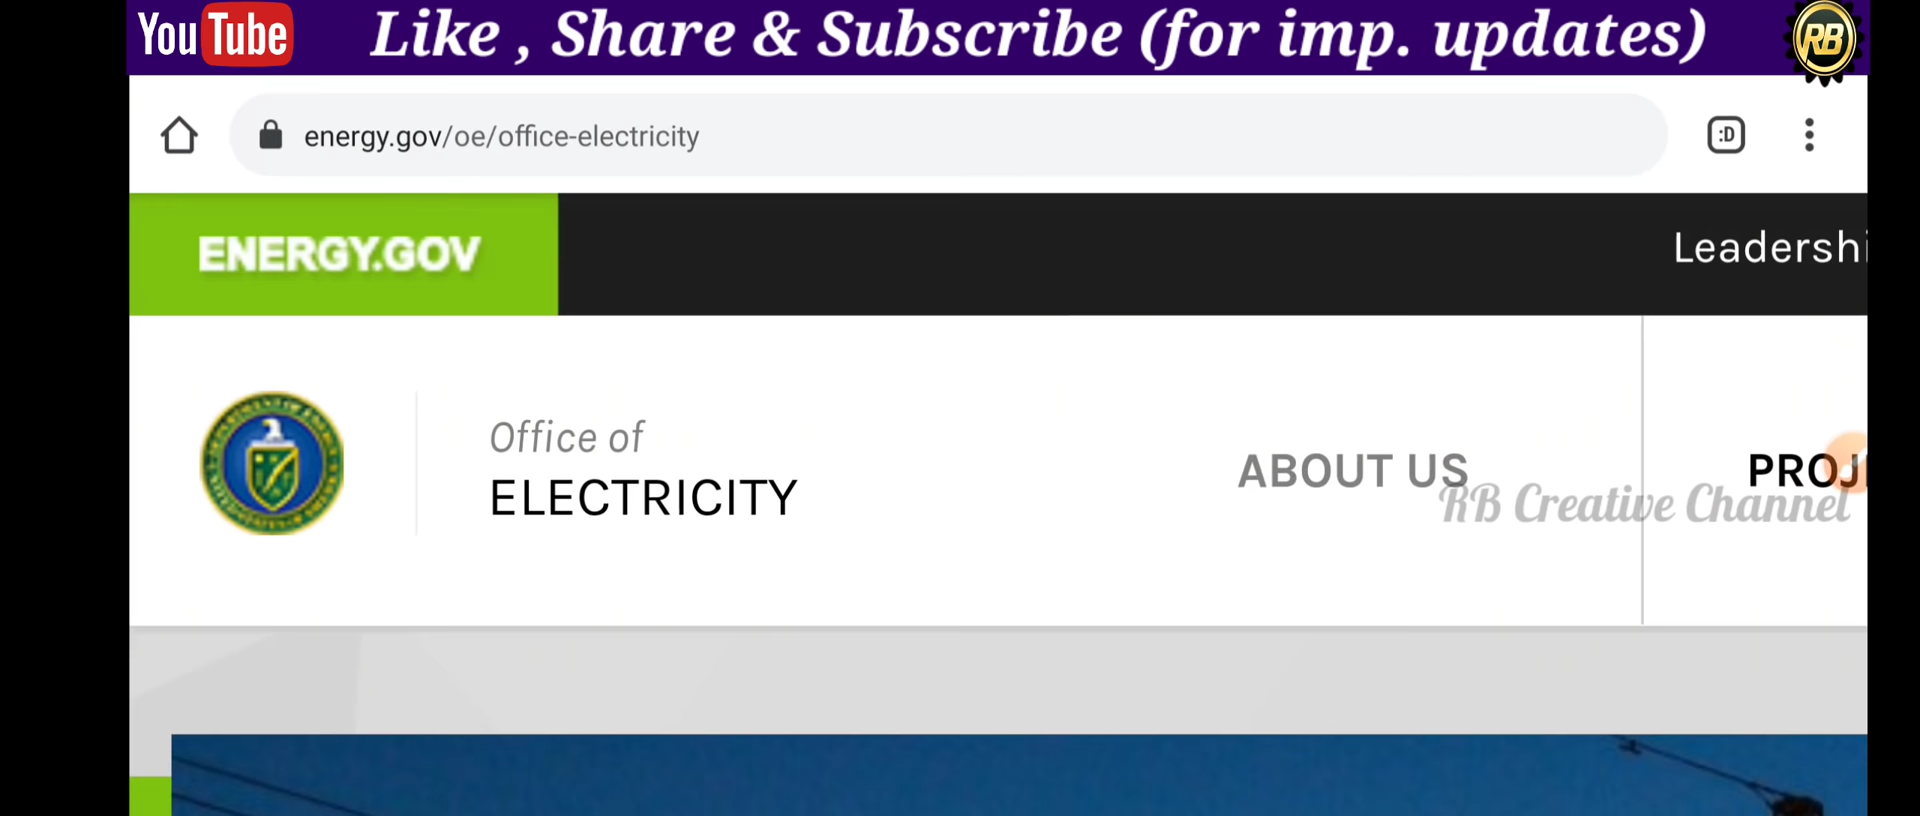 YouTube Like , Share & Subscribe (for imp. updates) RB
energy.gov/oe/office-electricity :D
ENERGY.GOV Leadershi
Office of
ELECTRICITY
ABOUT US PROJ
RB Creative Channel